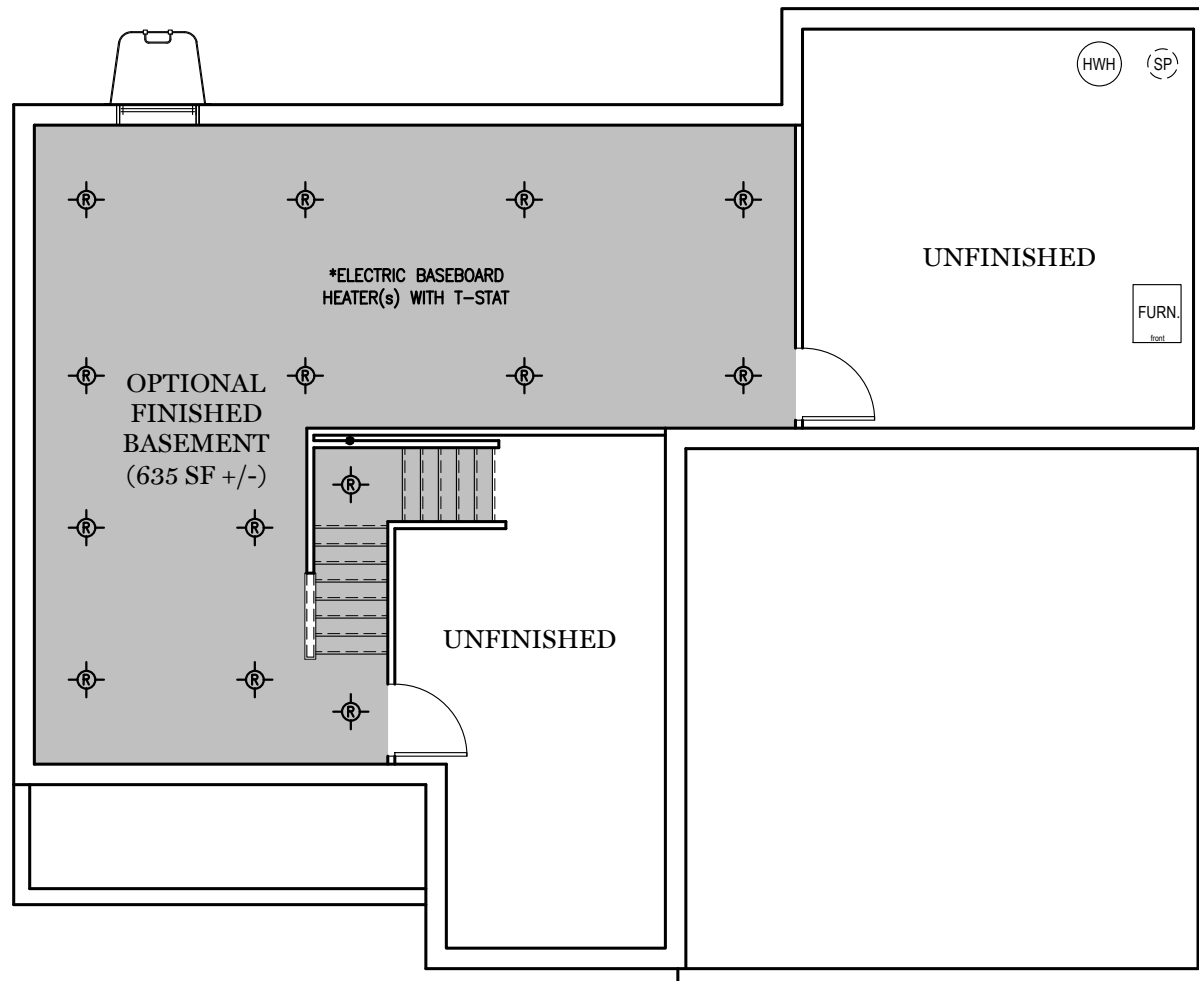 HWH
SP
R
R
R
R
UNFINISHED
*ELECTRIC BASEBOARD
HEATER(s) WITH T-STAT
FURN.
front
R
R
R
R
OPTIONAL
FINISHED
BASEMENT
(635 SF +/-)
R
R
R
UNFINISHED
R
R
R